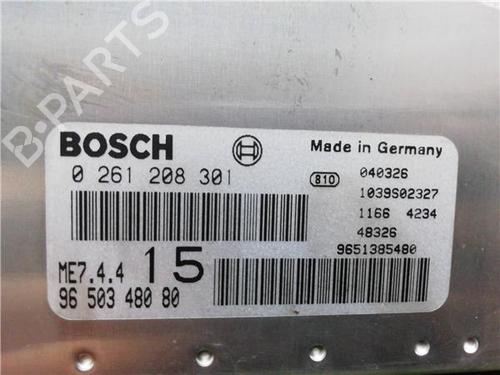 B-PARTS
BOSCH
Made in Germany
0 261 208 301
810
040326
1039S02327
1166 4234
48326
9651385480
ME7.4.4 15
96 503 480 80